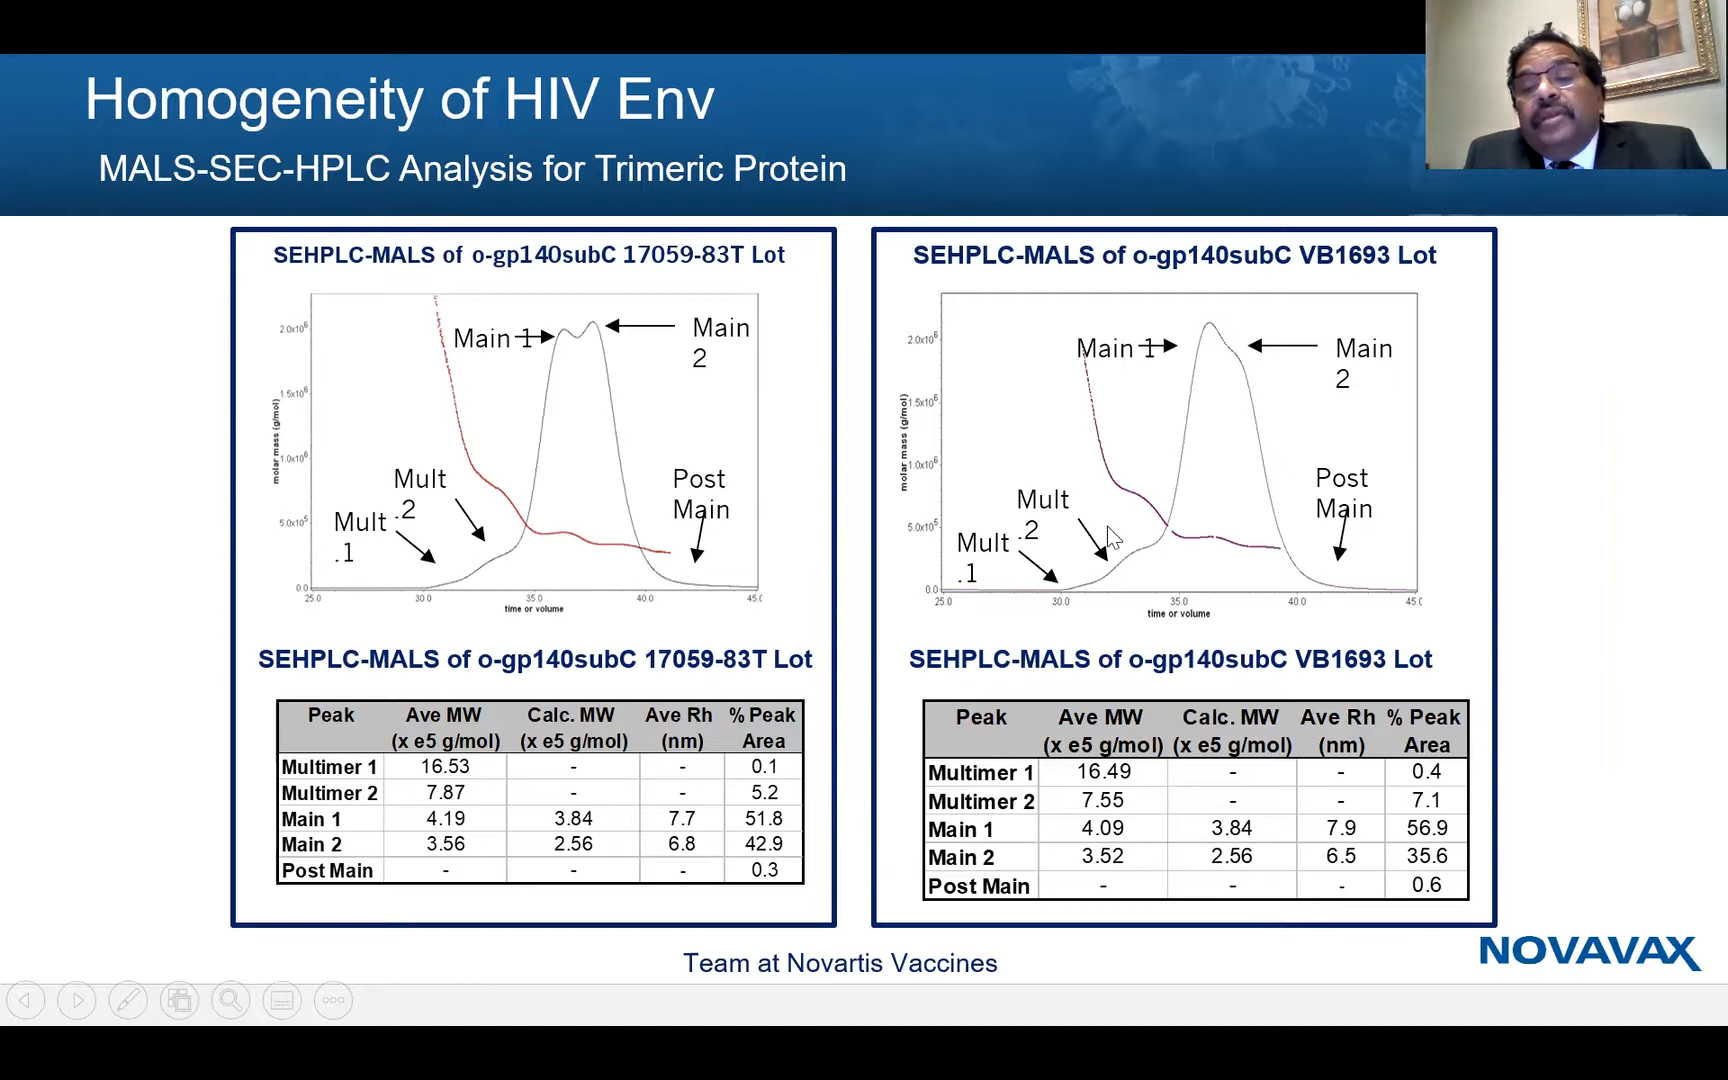 Homogeneity of HIV Env
MALS-SEC-HPLC Analysis for Trimeric Protein
SEHPLC-MALS of o-gp140subC 17059-83T Lot
molar mass (g/mol)
2.0x10⁶
1.5x10⁶
1.0x10⁶
5.0x10⁵
0.0
25.0 30.0 35.0 40.0 45.0
time or volume
Main 1
Main
2
Mult
.2
Mult
.1
Post
Main
SEHPLC-MALS of o-gp140subC 17059-83T Lot
Peak Ave MW Calc. MW Ave Rh % Peak
(x e5 g/mol) (x e5 g/mol) (nm) Area
Multimer 1 16.53 - - 0.1
Multimer 2 7.87 - - 5.2
Main 1 4.19 3.84 7.7 51.8
Main 2 3.56 2.56 6.8 42.9
Post Main - - - 0.3
SEHPLC-MALS of o-gp140subC VB1693 Lot
molar mass (g/mol)
2.0x10⁶
1.5x10⁶
1.0x10⁶
5.0x10⁵
0.0
25.0 30.0 35.0 40.0 45.0
time or volume
Main 1
Main
2
Mult
.2
Mult
.1
Post
Main
SEHPLC-MALS of o-gp140subC VB1693 Lot
Peak Ave MW Calc. MW Ave Rh % Peak
(x e5 g/mol) (x e5 g/mol) (nm) Area
Multimer 1 16.49 - - 0.4
Multimer 2 7.55 - - 7.1
Main 1 4.09 3.84 7.9 56.9
Main 2 3.52 2.56 6.5 35.6
Post Main - - - 0.6
Team at Novartis Vaccines
NOVAVAX